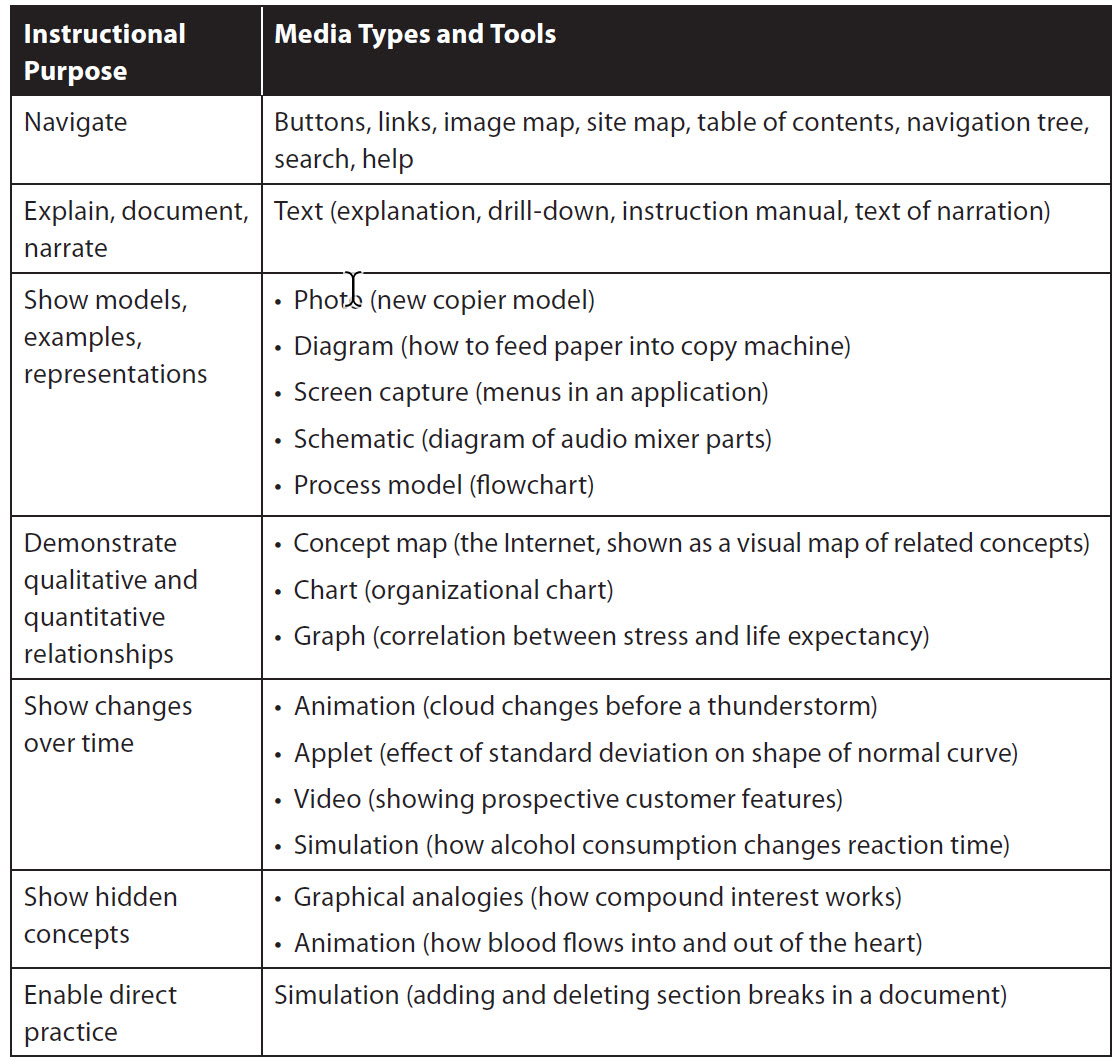 Instructional
Purpose
Media Types and Tools
Navigate
Buttons, links, image map, site map, table of contents, navigation tree,
search, help
Explain, document,
narrate
Text (explanation, drill-down, instruction manual, text of narration)
Show models,
examples,
representations
• Photo (new copier model)
• Diagram (how to feed paper into copy machine)
• Screen capture (menus in an application)
• Schematic (diagram of audio mixer parts)
• Process model (flowchart)
Demonstrate
qualitative and
quantitative
relationships
• Concept map (the Internet, shown as a visual map of related concepts)
• Chart (organizational chart)
• Graph (correlation between stress and life expectancy)
Show changes
over time
• Animation (cloud changes before a thunderstorm)
• Applet (effect of standard deviation on shape of normal curve)
• Video (showing prospective customer features)
• Simulation (how alcohol consumption changes reaction time)
Show hidden
concepts
• Graphical analogies (how compound interest works)
• Animation (how blood flows into and out of the heart)
Enable direct
practice
Simulation (adding and deleting section breaks in a document)